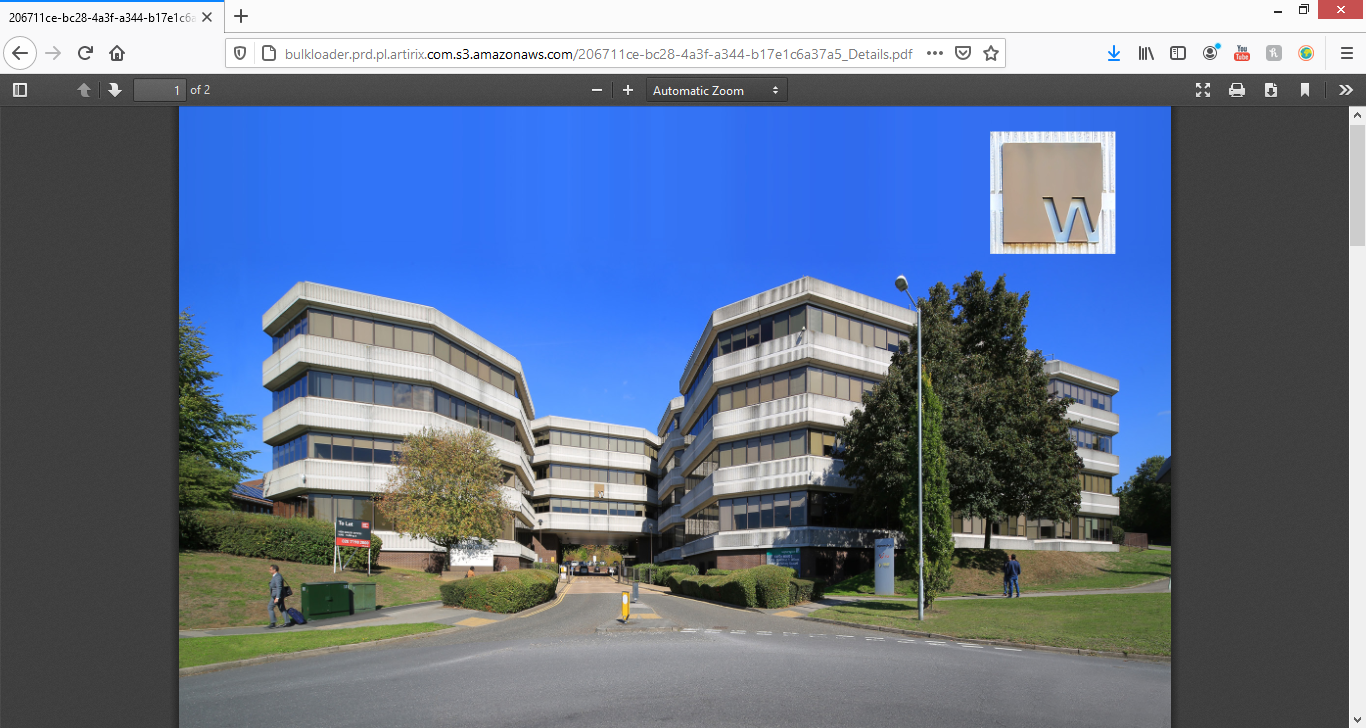 206711ce-bc28-4a3f-a344-b17e1c6a
bulkloader.prd.pl.artirix.com.s3.amazonaws.com/206711ce-bc28-4a3f-a344-b17e1c6a37a5_Details.pdf
1 of 2
Automatic Zoom
W
To Let